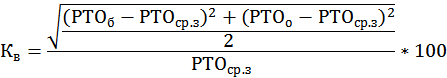 К_в = √(((РТО_б − РТО_ср.з)² + (РТО_о − РТО_ср.з)²) / 2) / РТО_ср.з * 100